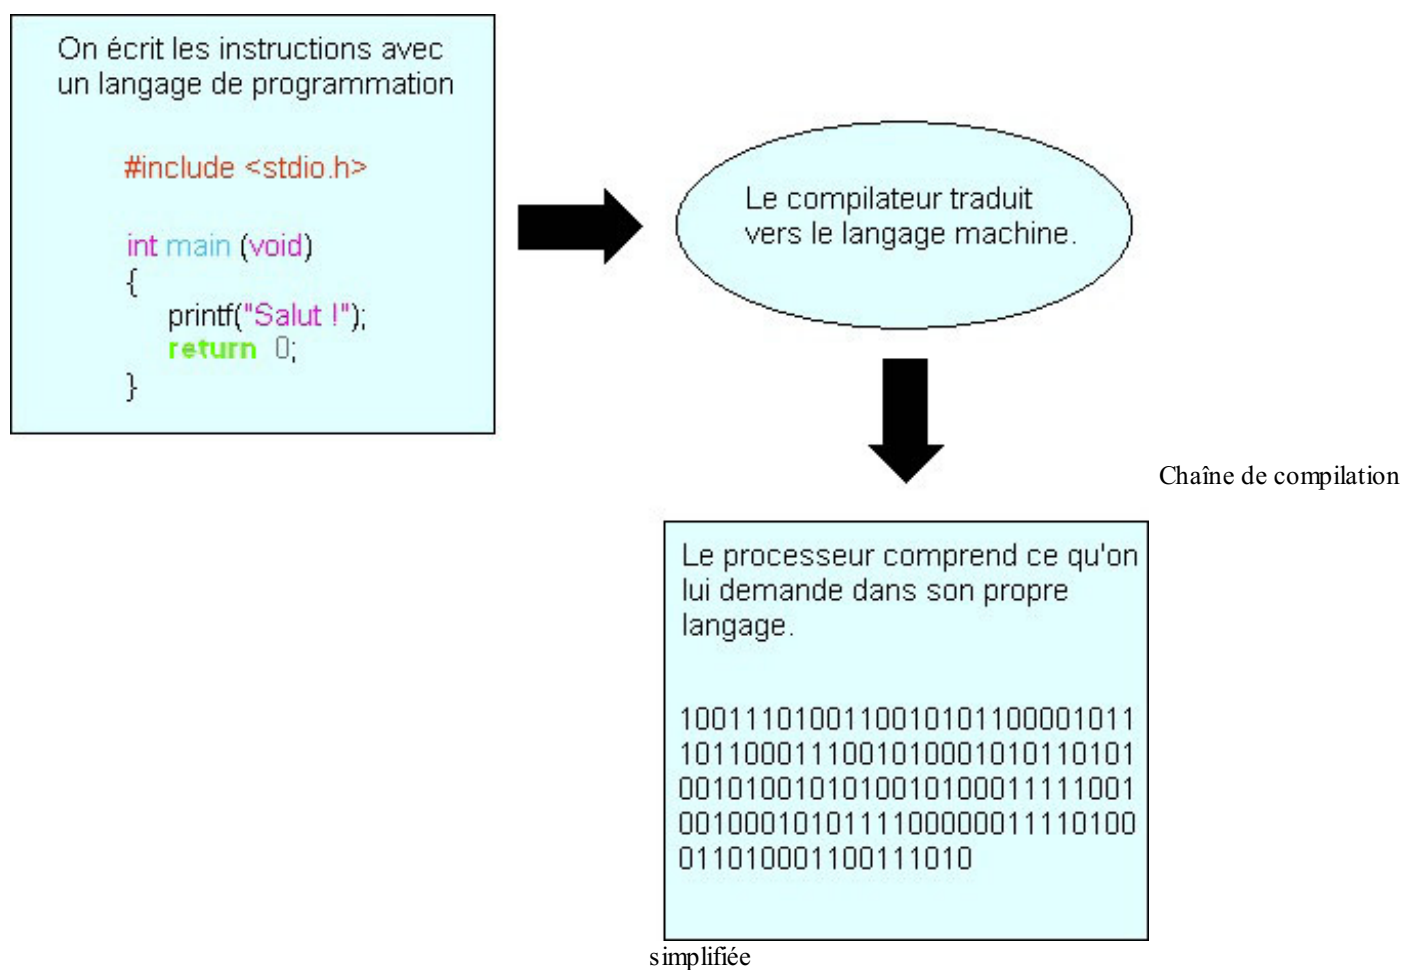 On écrit les instructions avec
un langage de programmation
#include <stdio.h>
int main (void)
{
printf("Salut !");
return 0;
}
Le compilateur traduit
vers le langage machine.
Chaîne de compilation
Le processeur comprend ce qu'on
lui demande dans son propre
langage.
1001110100110010101100001011
1011000111001010001010110101
0010100101010010100011111001
0010001010111100000011110100
011010001100111010
simplifiée